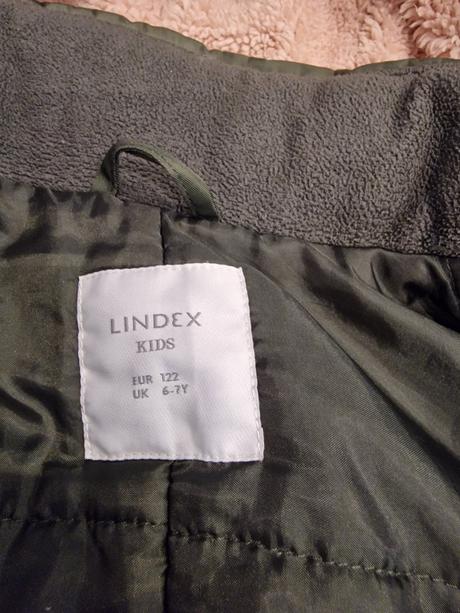 LINDEX
KIDS
EUR 122
UK 6-7Y